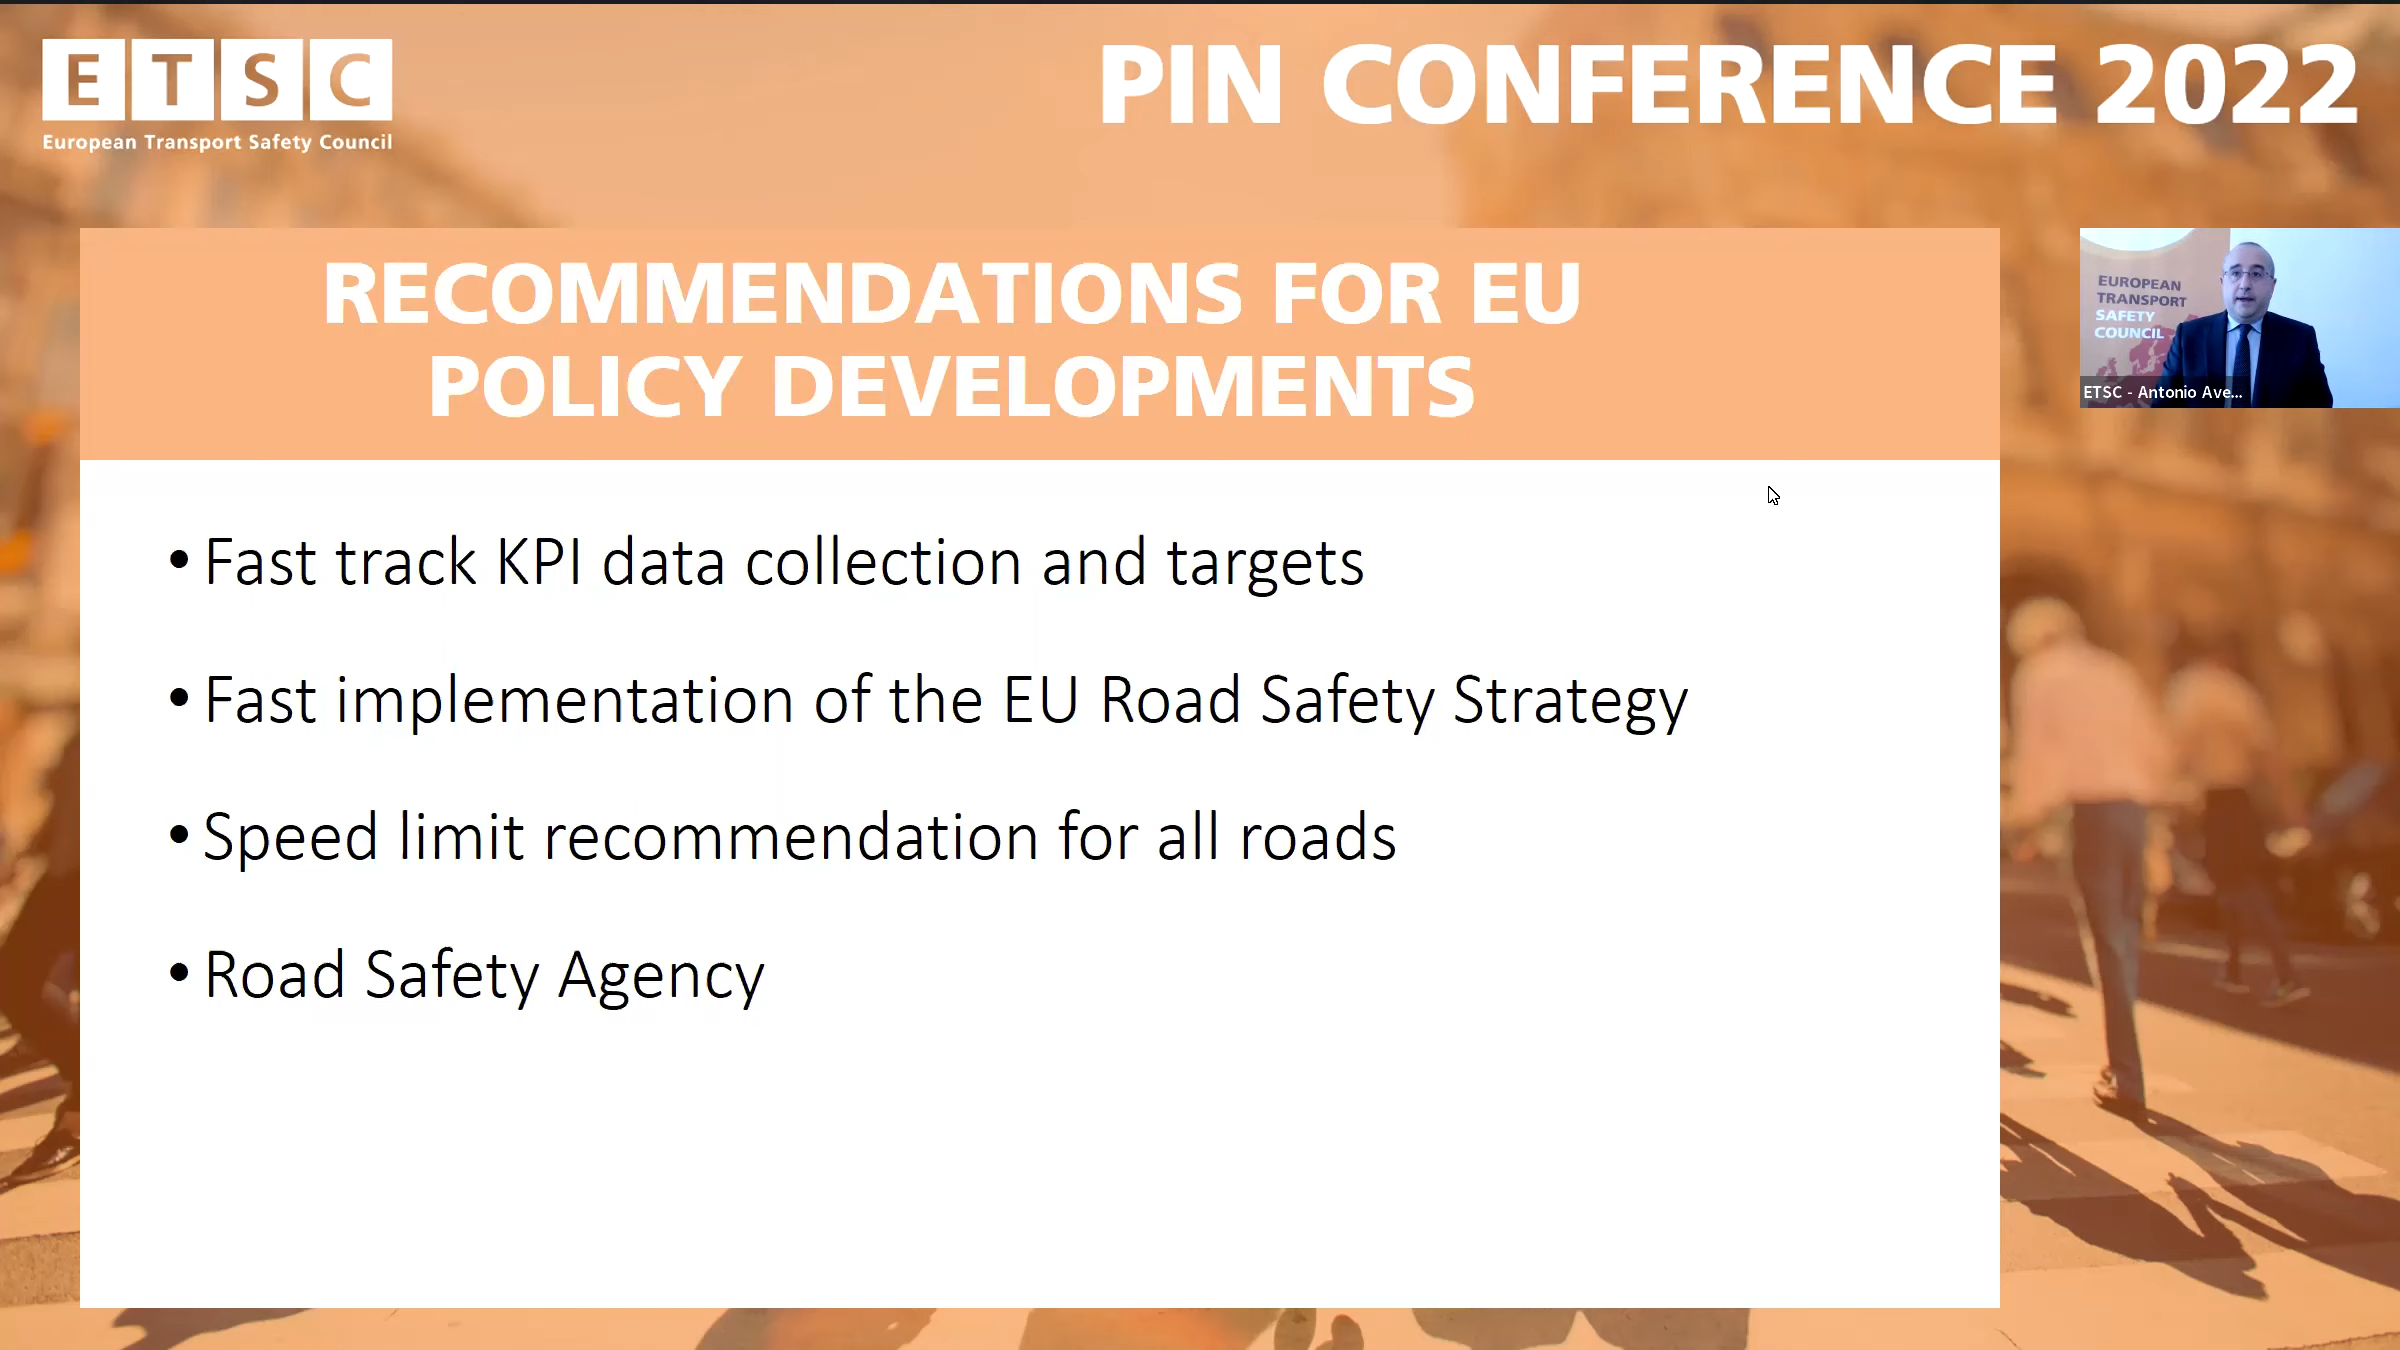 ETSC
European Transport Safety Council
PIN CONFERENCE 2022
RECOMMENDATIONS FOR EU
POLICY DEVELOPMENTS
• Fast track KPI data collection and targets
• Fast implementation of the EU Road Safety Strategy
• Speed limit recommendation for all roads
• Road Safety Agency
EUROPEAN
TRANSPORT
SAFETY
COUNCIL
ETSC - Antonio Ave...